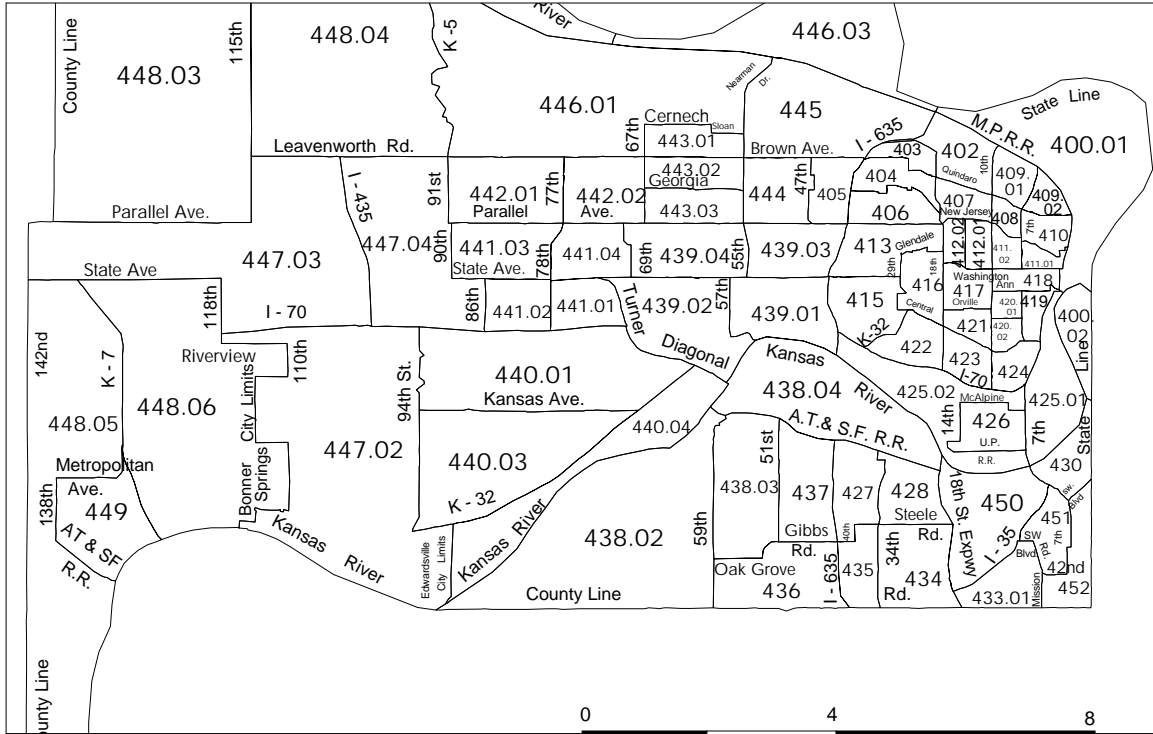 River
446.03
County Line
115th
448.04
K -5
448.03
446.01
Nearman
Dr.
445
State Line
M.P.R.R.
400.01
Cernech
Sloan
67th
443.01
I - 635
Leavenworth Rd.
Brown Ave.
403
402
10th
443.02
Georgia
443.03
444
47th
405
404
Quindaro
409.
01
I - 435
91st
442.01
77th
442.02
Parallel
Ave.
406
407
409.
02
Parallel Ave.
New Jersey
408
7th
410
447.03
447.04
90th
441.03
State Ave.
78th
441.04
69th
439.04
55th
439.03
413
Glendale
412.02
412.01
411.
02
411.01
State Ave
29th
18th
416
Washington
417
Ann
418
118th
I - 70
86th
441.02
441.01
Turner
439.02
57th
439.01
415
Central
Orville
420.
01
419
400.
02
K-32
421
420.
02
142nd
K - 7
Riverview
110th
Diagonal
Kansas
River
422
423
424
I-70
Line
State
448.05
448.06
City Limits
94th St.
440.01
Kansas Ave.
438.04
425.02
McAlpine
425.01
14th
426
7th
A.T.& S.F. R.R.
U.P.
R.R.
440.04
447.02
440.03
Bonner
Springs
Metropolitan
Ave.
138th
449
AT & SF
R.R.
K - 32
Kansas River
Kansas River
51st
438.03
437
427
428
Steele
Rd.
430
SW.
Blvd
18th St. Expwy
450
451
7th
59th
438.02
Gibbs
Rd.
40th
I - 35
SW
Blvd.
Rd.
Mission
42nd
452
Edwardsville
City Limits
Oak Grove
436
I - 635
435
34th
434
Rd.
433.01
County Line
ounty Line
0
4
8